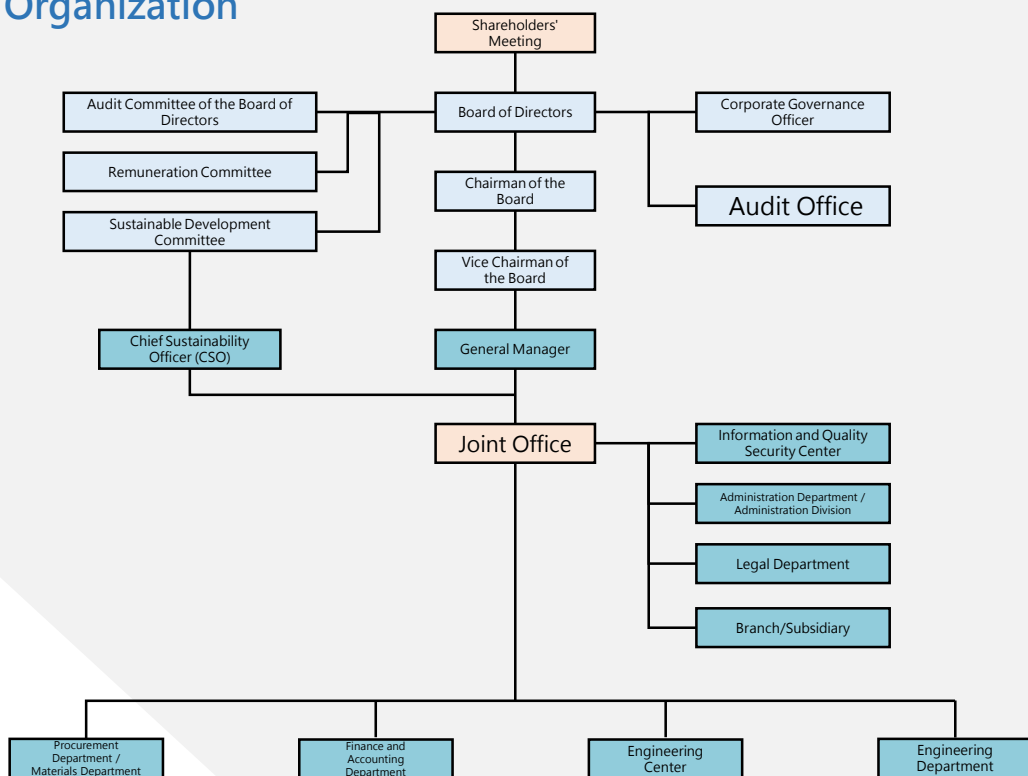 Organization
Shareholders'
Meeting
Audit Committee of the Board of
Directors
Board of Directors
Corporate Governance
Officer
Remuneration Committee
Chairman of the
Board
Audit Office
Sustainable Development
Committee
Vice Chairman of
the Board
Chief Sustainability
Officer (CSO)
General Manager
Joint Office
Information and Quality
Security Center
Administration Department /
Administration Division
Legal Department
Branch/Subsidiary
Procurement
Department /
Materials Department
Finance and
Accounting
Department
Engineering
Center
Engineering
Department